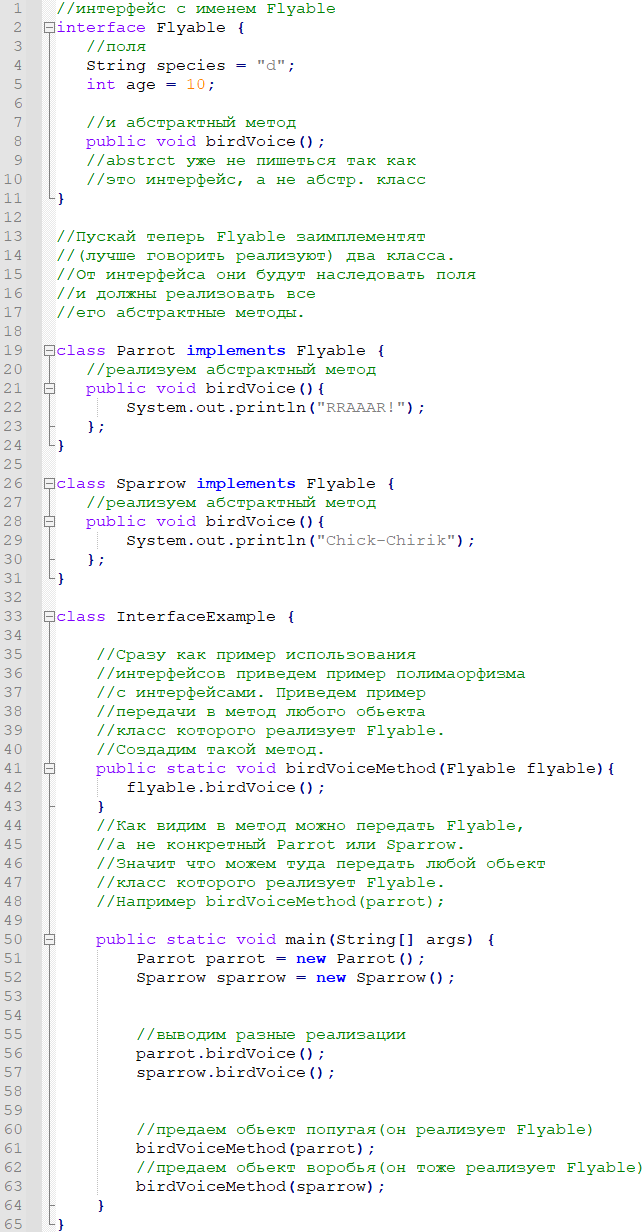 1 //интерфейс с именем Flyable
2 interface Flyable {
3 //поля
4 String species = "d";
5 int age = 10;
6
7 //и абстрактный метод
8 public void birdVoice();
9 //abstrct уже не пишеться так как
10 //это интерфейс, а не абстр. класс
11 }
12
13 //Пускай теперь Flyable заимплементят
14 //(лучше говорить реализуют) два класса.
15 //От интерфейса они будут наследовать поля
16 //и должны реализовать все
17 //его абстрактные методы.
18
19 class Parrot implements Flyable {
20 //реализуем абстрактный метод
21 public void birdVoice(){
22 System.out.println("RRAAAR!");
23 };
24 }
25
26 class Sparrow implements Flyable {
27 //реализуем абстрактный метод
28 public void birdVoice(){
29 System.out.println("Chick-Chirik");
30 };
31 }
32
33 class InterfaceExample {
34
35 //Сразу как пример использования
36 //интерфейсов приведем пример полимаорфизма
37 //с интерфейсами. Приведем пример
38 //передачи в метод любого обьекта
39 //класс которого реализует Flyable.
40 //Создадим такой метод.
41 public static void birdVoiceMethod(Flyable flyable){
42 flyable.birdVoice();
43 }
44 //Как видим в метод можно передать Flyable,
45 //а не конкретный Parrot или Sparrow.
46 //Значит что можем туда передать любой обьект
47 //класс которого реализует Flyable.
48 //Например birdVoiceMethod(parrot);
49
50 public static void main(String[] args) {
51 Parrot parrot = new Parrot();
52 Sparrow sparrow = new Sparrow();
53
54
55 //выводим разные реализации
56 parrot.birdVoice();
57 sparrow.birdVoice();
58
59
60 //предаем обьект попугая(он реализует Flyable)
61 birdVoiceMethod(parrot);
62 //предаем обьект воробья(он тоже реализует Flyable)
63 birdVoiceMethod(sparrow);
64 }
65 }